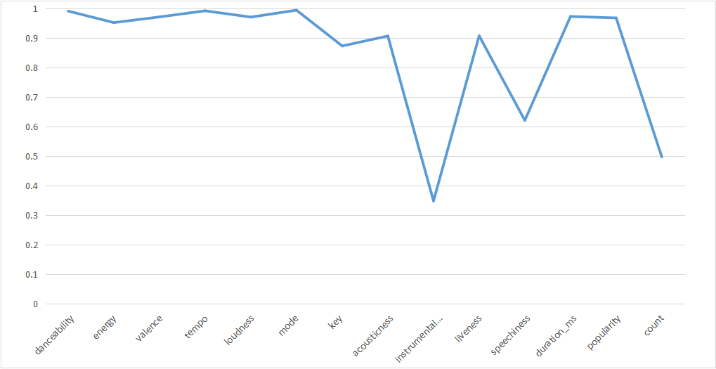 1
0.9
0.8
0.7
0.6
0.5
0.4
0.3
0.2
0.1
0
danceability
energy
valence
tempo
loudness
mode
key
acousticness
instrumental...
liveness
speechiness
duration_ms
popularity
count